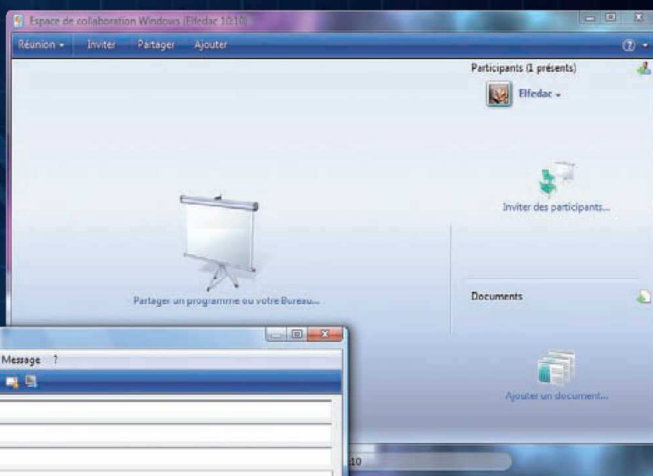 Espace de collaboration Windows (Elfedac 10:10)
Réunion Inviter Partager Ajouter
Participants (1 présents)
Elfedac
Inviter des participants...
Partager un programme ou votre Bureau...
Documents
Ajouter un document...
Message ?
10